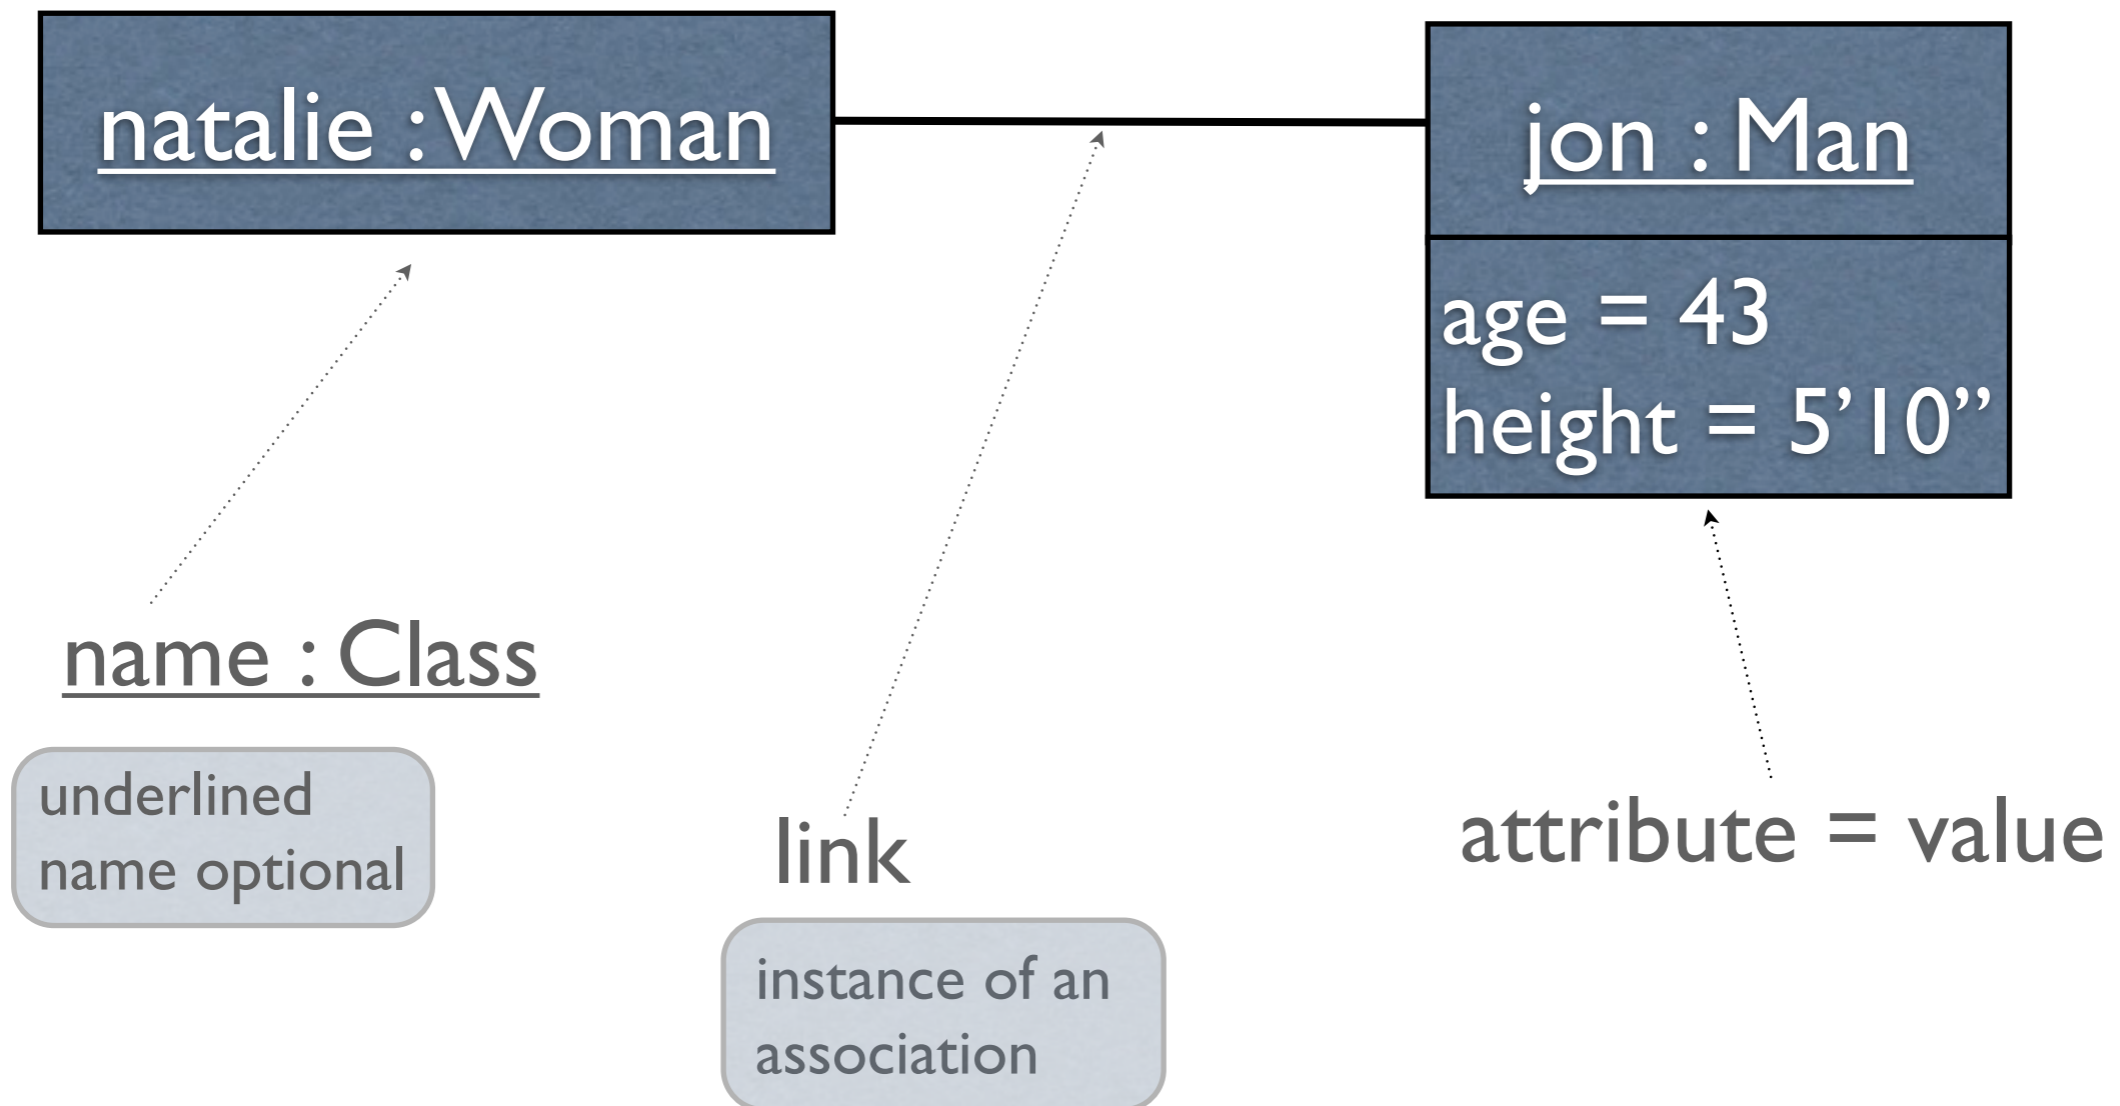 natalie : Woman
jon : Man
age = 43
height = 5’10”
name : Class
underlined
name optional
link
instance of an
association
attribute = value